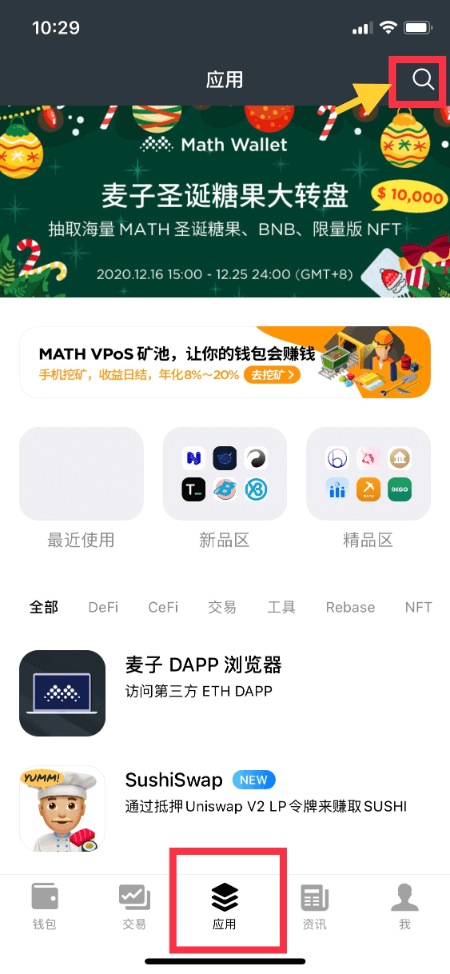 10:29
应用
Math Wallet
麦子圣诞糖果大转盘
$ 10,000
抽取海量 MATH 圣诞糖果、BNB、限量版 NFT
2020.12.16 15:00 - 12.25 24:00 (GMT+8)
MATH VPoS 矿池，让你的钱包会赚钱
手机挖矿，收益日结，年化8%～20% 去挖矿 >
最近使用 新品区 精品区
全部 DeFi CeFi 交易 工具 Rebase NFT
麦子 DAPP 浏览器
访问第三方 ETH DAPP
YUMM!
SushiSwap NEW
通过抵押Uniswap V2 LP令牌来赚取SUSHI
钱包 交易 应用 资讯 我